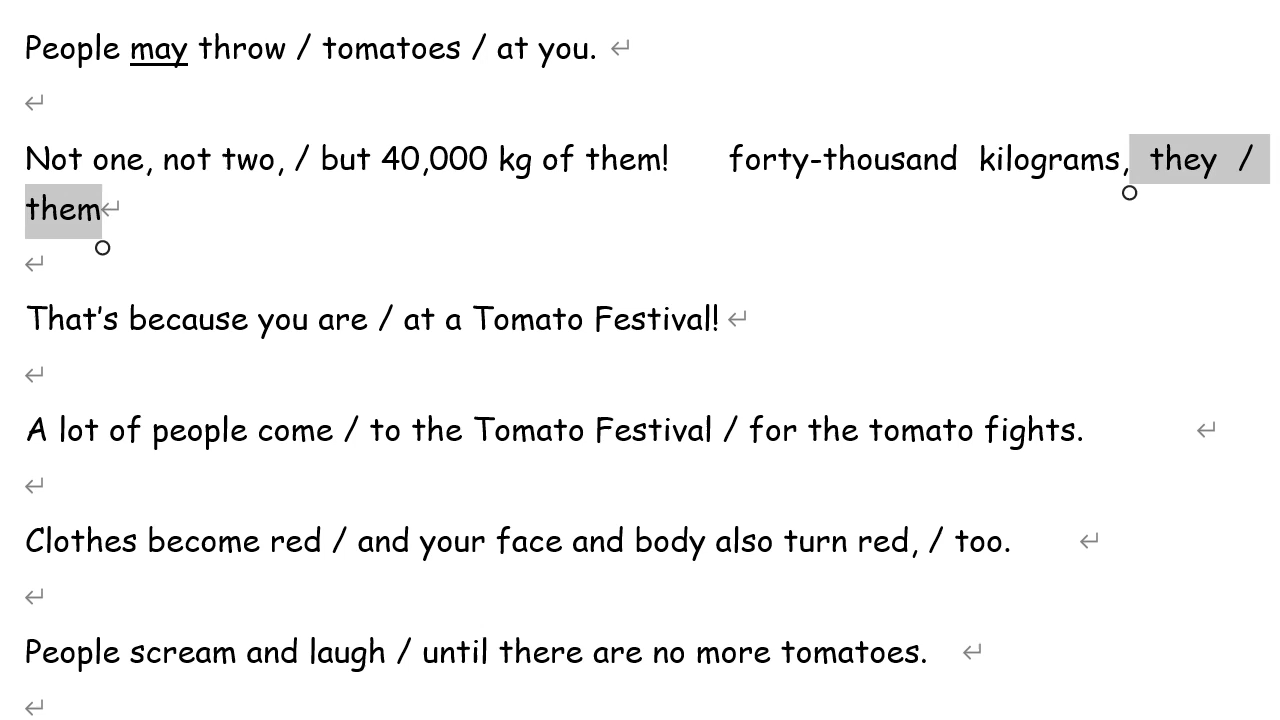 People may throw / tomatoes / at you.
Not one, not two, / but 40,000 kg of them! forty-thousand kilograms, they /
them
That's because you are / at a Tomato Festival!
A lot of people come / to the Tomato Festival / for the tomato fights.
Clothes become red / and your face and body also turn red, / too.
People scream and laugh / until there are no more tomatoes.